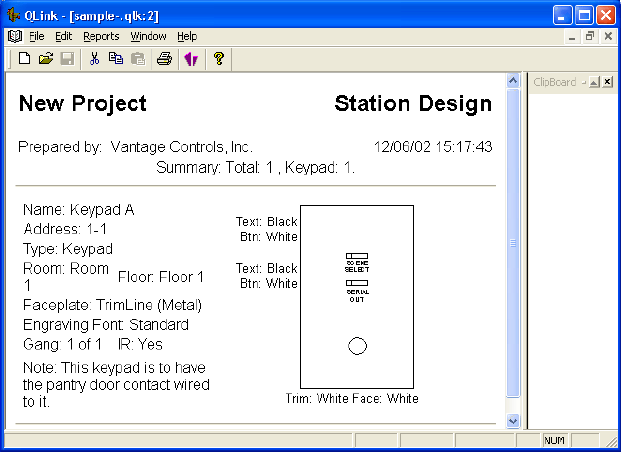 QLink - [sample-.qlk:2]
File Edit Reports Window Help
ClipBoard
New Project Station Design
Prepared by: Vantage Controls, Inc. 12/06/02 15:17:43
Summary: Total: 1 , Keypad: 1.
Name: Keypad A
Address: 1-1
Type: Keypad
Room: Room
1
Floor: Floor 1
Faceplate: TrimLine (Metal)
Engraving Font: Standard
Gang: 1 of 1 IR: Yes
Note: This keypad is to have
the pantry door contact wired
to it.
Text: Black
Btn: White
Text: Black
Btn: White
SCENE
SELECT
SERIAL
OUT
Trim: White Face: White
NUM